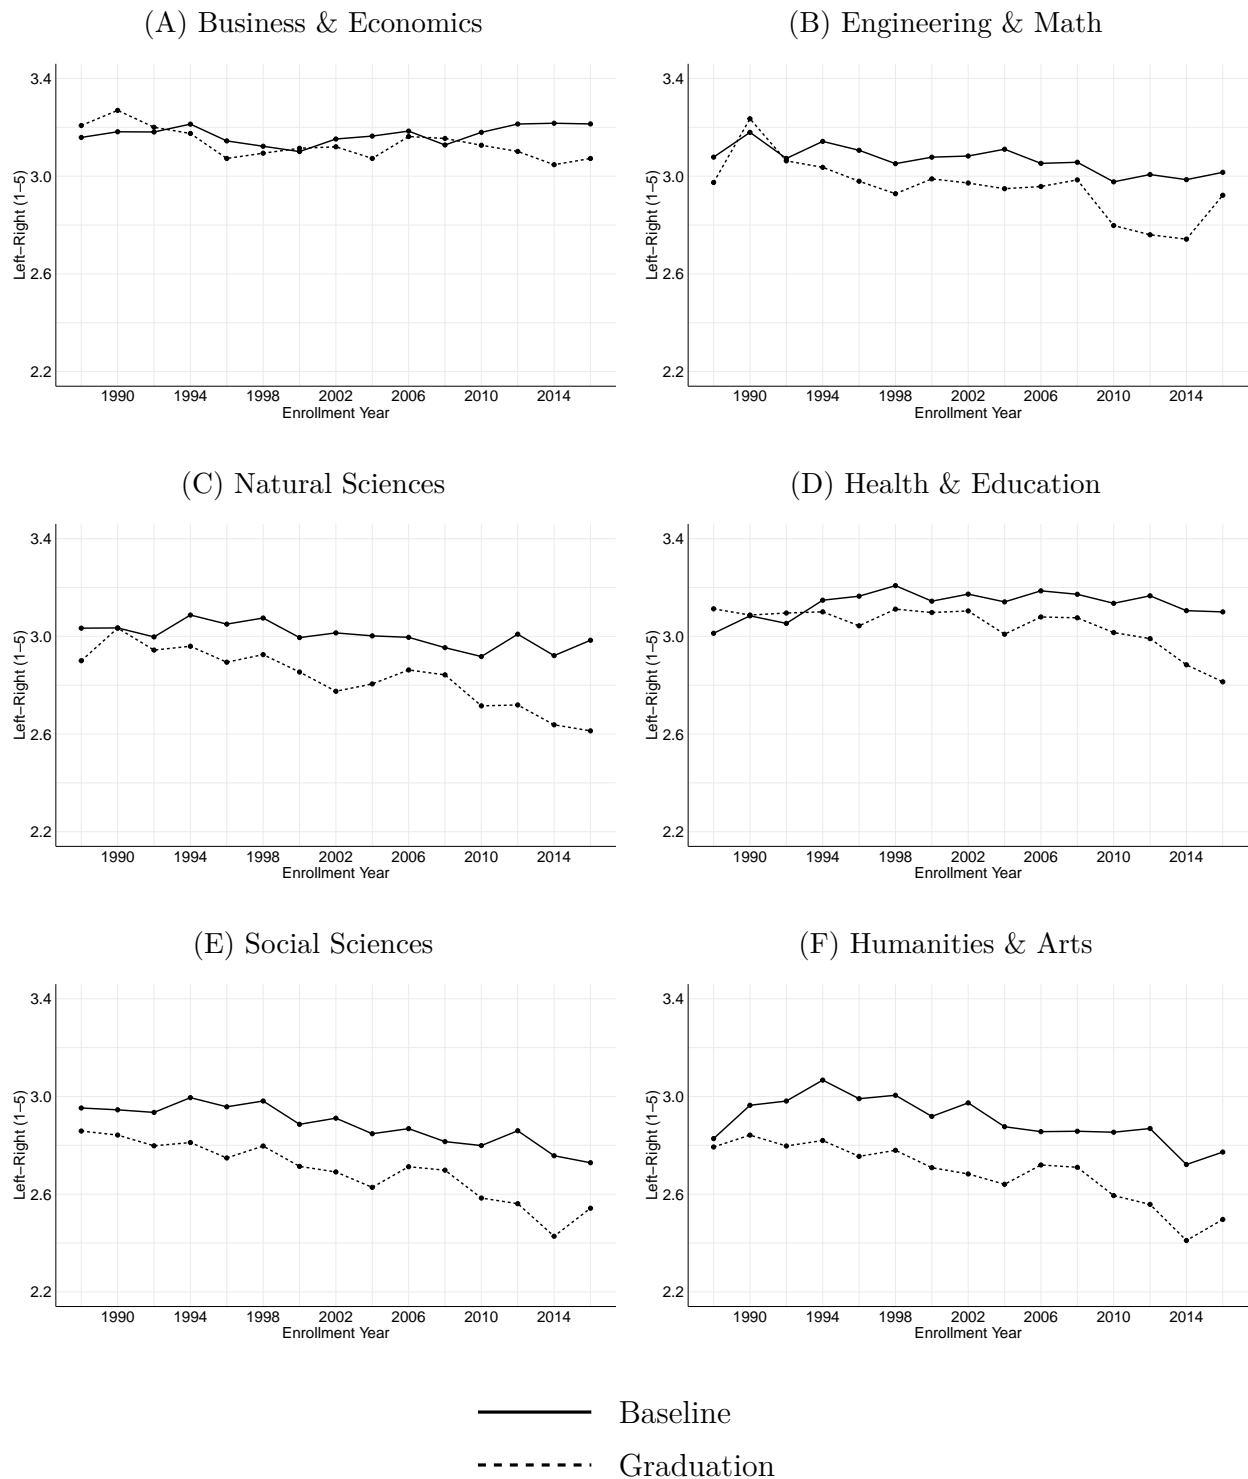 (A) Business & Economics
Left−Right (1−5)
3.4
3.0
2.6
2.2
1990 1994 1998 2002 2006 2010 2014
Enrollment Year
(B) Engineering & Math
Left−Right (1−5)
3.4
3.0
2.6
2.2
1990 1994 1998 2002 2006 2010 2014
Enrollment Year
(C) Natural Sciences
Left−Right (1−5)
3.4
3.0
2.6
2.2
1990 1994 1998 2002 2006 2010 2014
Enrollment Year
(D) Health & Education
Left−Right (1−5)
3.4
3.0
2.6
2.2
1990 1994 1998 2002 2006 2010 2014
Enrollment Year
(E) Social Sciences
Left−Right (1−5)
3.4
3.0
2.6
2.2
1990 1994 1998 2002 2006 2010 2014
Enrollment Year
(F) Humanities & Arts
Left−Right (1−5)
3.4
3.0
2.6
2.2
1990 1994 1998 2002 2006 2010 2014
Enrollment Year
Baseline
Graduation